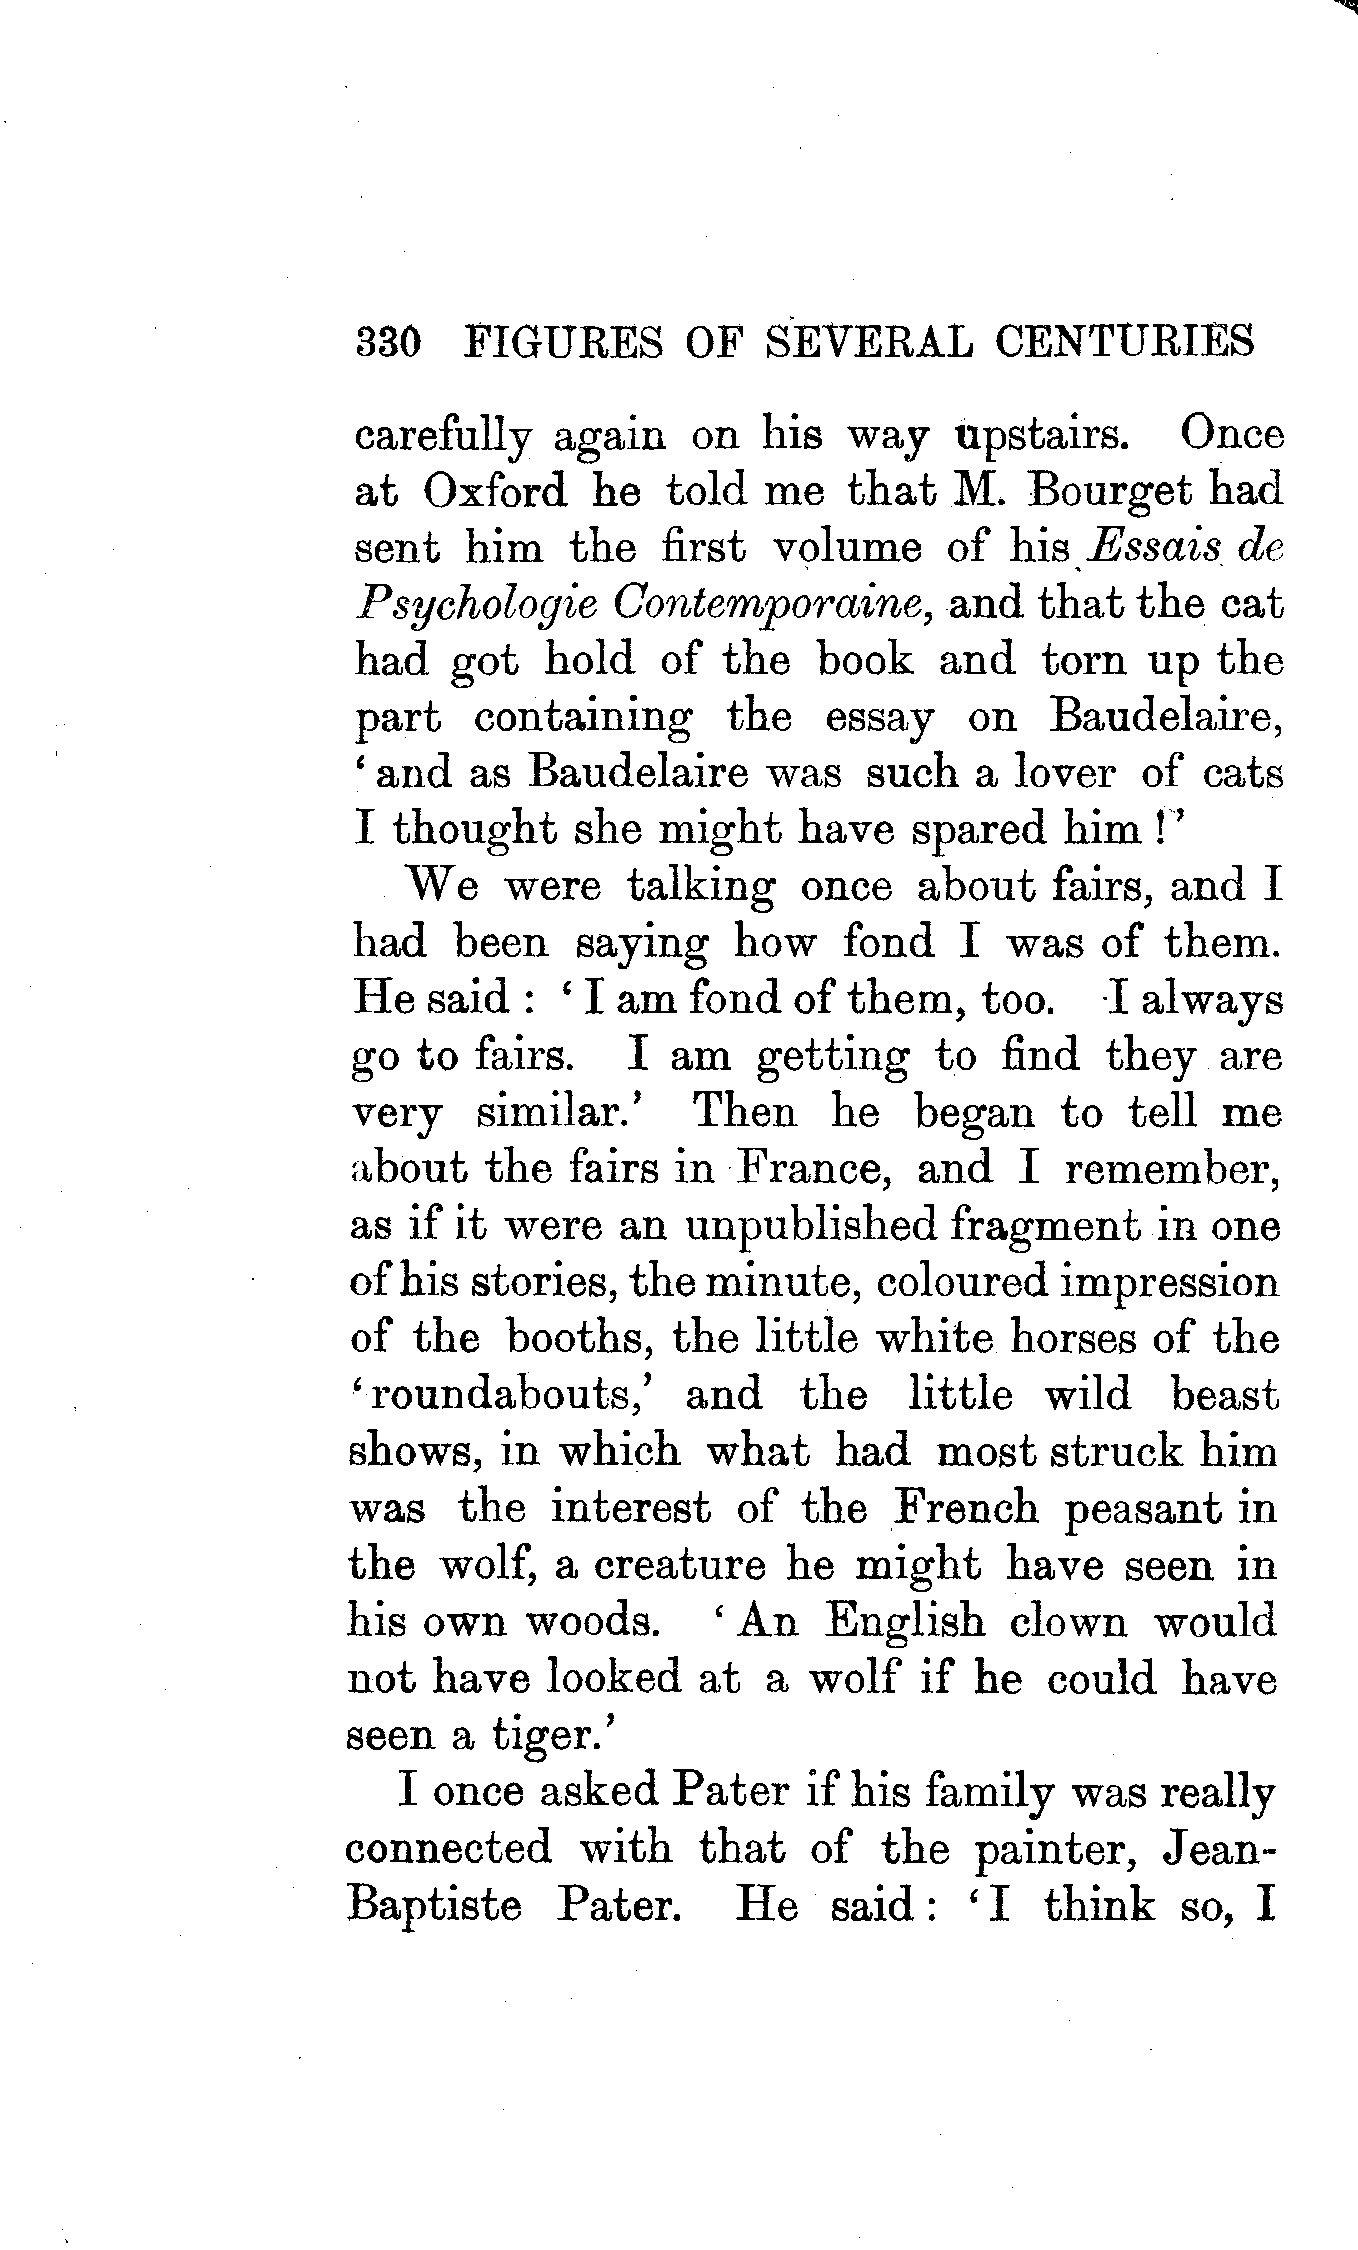 330 FIGURES OF SEVERAL CENTURIES
carefully again on his way upstairs. Once
at Oxford he told me that M. Bourget had
sent him the first volume of his Essais de
Psychologie Contemporaine, and that the cat
had got hold of the book and torn up the
part containing the essay on Baudelaire,
‘ and as Baudelaire was such a lover of cats
I thought she might have spared him !’
We were talking once about fairs, and I
had been saying how fond I was of them.
He said : ‘ I am fond of them, too. I always
go to fairs. I am getting to find they are
very similar.’ Then he began to tell me
about the fairs in France, and I remember,
as if it were an unpublished fragment in one
of his stories, the minute, coloured impression
of the booths, the little white horses of the
‘ roundabouts,’ and the little wild beast
shows, in which what had most struck him
was the interest of the French peasant in
the wolf, a creature he might have seen in
his own woods. ‘ An English clown would
not have looked at a wolf if he could have
seen a tiger.’
I once asked Pater if his family was really
connected with that of the painter, Jean-
Baptiste Pater. He said : ‘ I think so, I